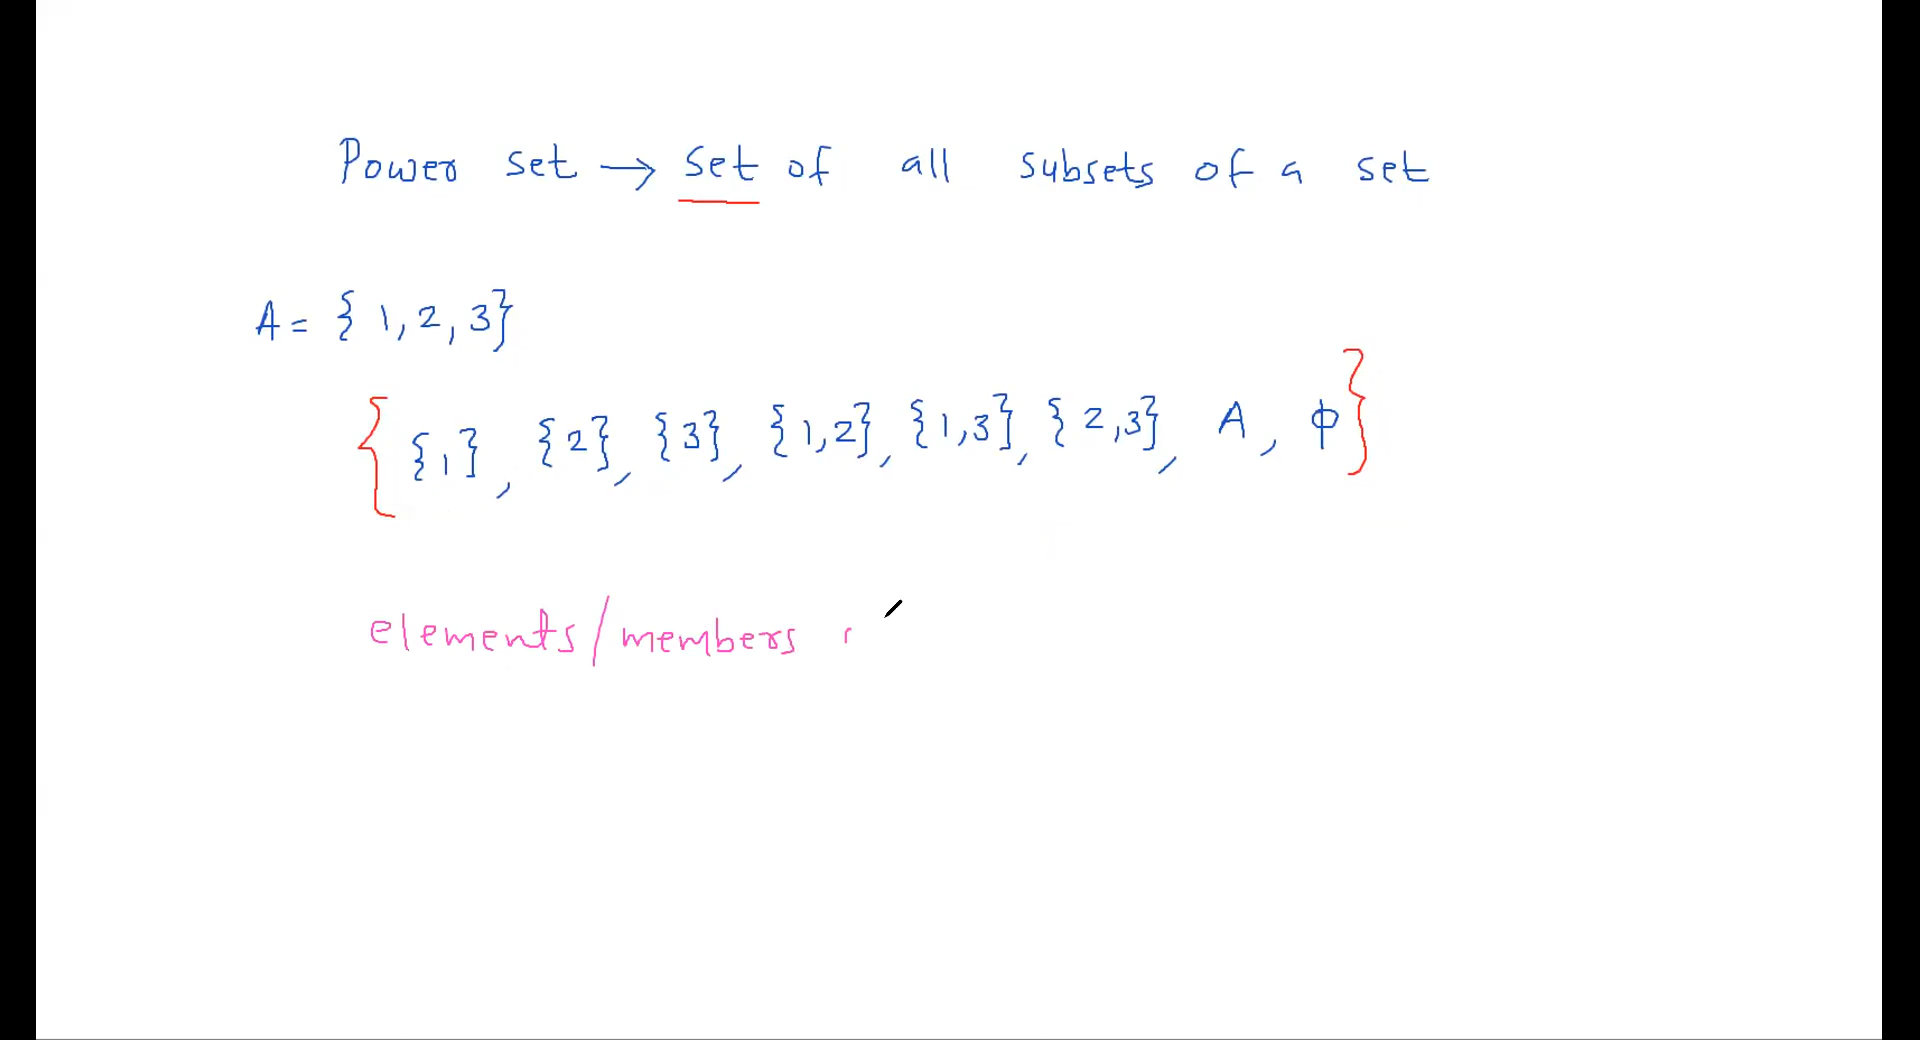 Power set → set of all subsets of a set
A = { 1, 2, 3}
{ {1}, {2}, {3}, {1,2}, {1,3}, {2,3}, A, ϕ }
elements/members